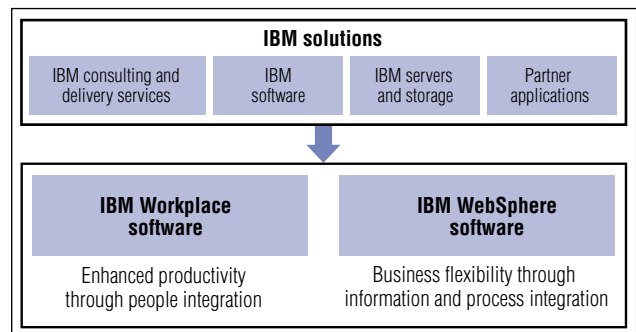 IBM solutions
IBM consulting and
delivery services
IBM
software
IBM servers
and storage
Partner
applications
IBM Workplace
software
Enhanced productivity
through people integration
IBM WebSphere
software
Business flexibility through
information and process integration